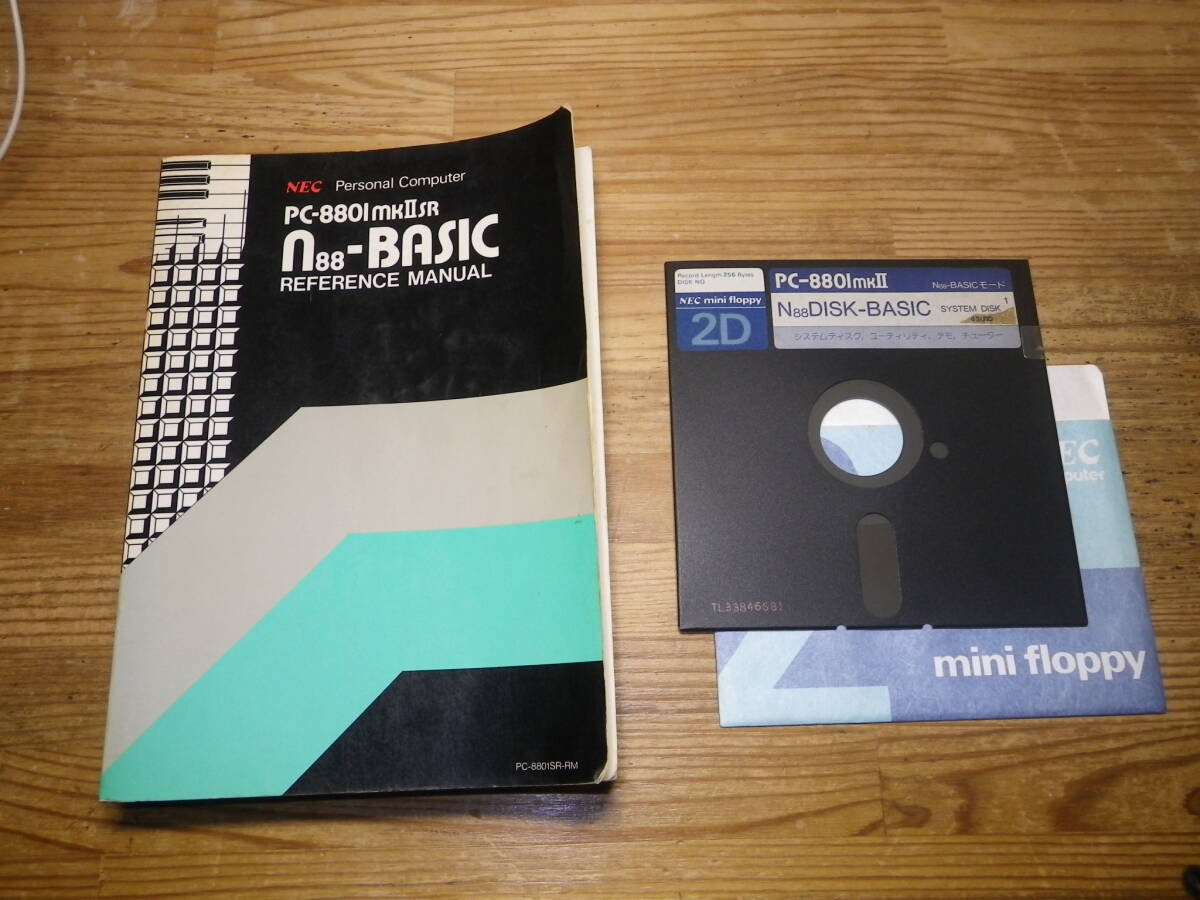 NEC Personal Computer
PC-8801mkIISR
N88-BASIC
REFERENCE MANUAL
PC-8801SR-RM
Record Length 256 Bytes
DISK NO
NEC mini floppy
2D
PC-8801mkII
N88-BASICモード
N88DISK-BASIC SYSTEM DISK 1
システムディスク, ユーティリティ, デモ, チューター
TL33846681
mini floppy